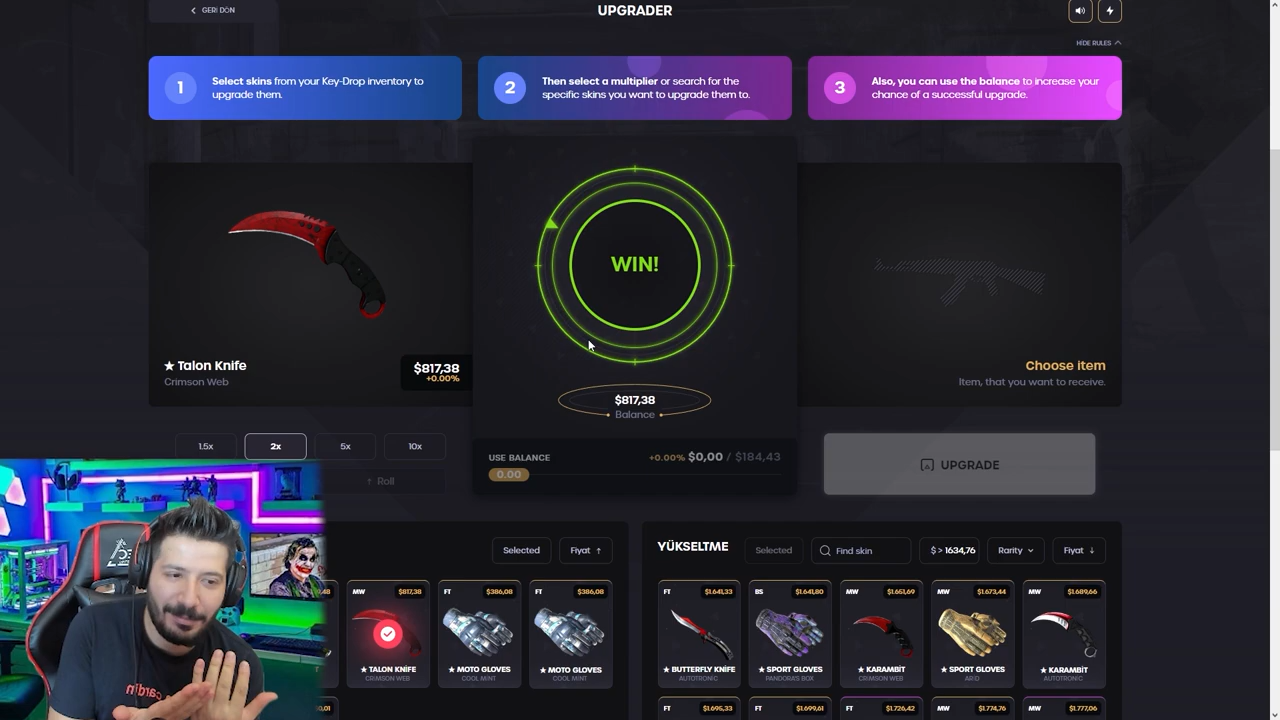 GERİ DÖN
UPGRADER
HIDE RULES
1
Select skins from your Key-Drop inventory to
upgrade them.
2
Then select a multiplier or search for the
specific skins you want to upgrade them to.
3
Also, you can use the balance to increase your
chance of a successful upgrade.
WIN!
★ Talon Knife
Crimson Web
$817,38
+0.00%
$817,38
Balance
Choose item
Item, that you want to receive.
1.5x
2x
5x
10x
Roll
USE BALANCE
+0.00% $0,00 / $184,43
0.00
UPGRADE
Selected
Fiyat
YÜKSELTME
Selected
Find skin
$ > 1634,76
Rarity
Fiyat
MW $817,38
★ TALON KNIFE
CRIMSON WEB
FT $386,08
★ MOTO GLOVES
COOL MINT
FT $386,08
★ MOTO GLOVES
COOL MINT
FT $1.641,33
★ BUTTERFLY KNIFE
AUTOTRONIC
BS $1.641,80
★ SPORT GLOVES
PANDORA'S BOX
MW $1.651,69
★ KARAMBİT
CRIMSON WEB
MW $1.673,44
★ SPORT GLOVES
ARID
MW $1.689,66
★ KARAMBİT
AUTOTRONIC
FT $1.695,33
FT $1.699,61
FT $1.726,42
MW $1.774,76
MW $1.777,06